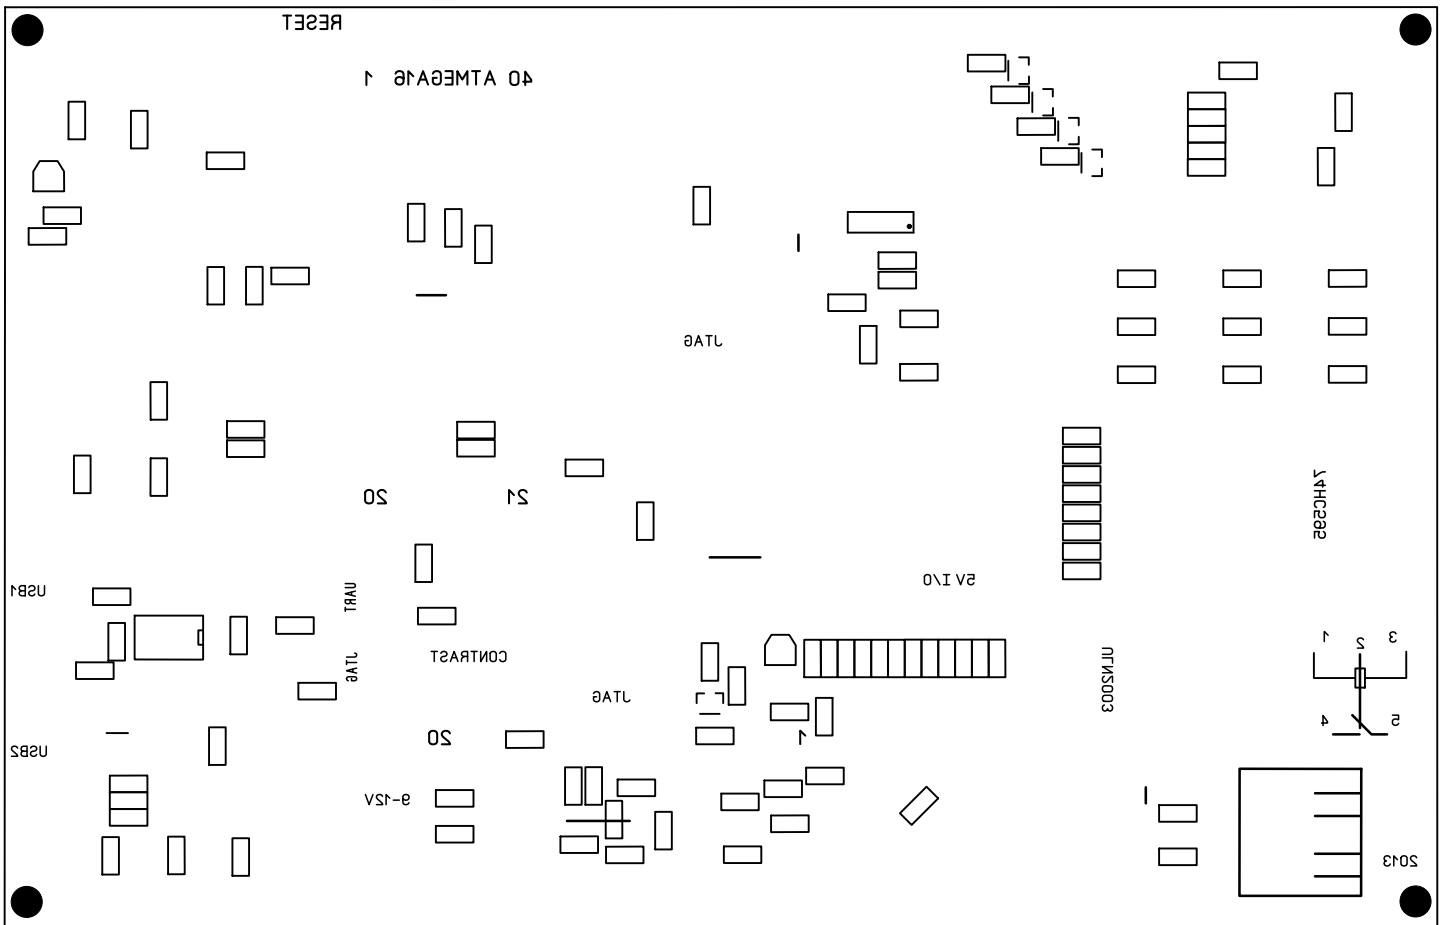 RESET
40 ATMEGA16 1
JTAG
20
21
74HC595
5V I/O
USB1
UART
1
2
3
CONTRAST
JTAG
ULN2003
JTAG
4
5
20
1
USB2
9-12V
2013